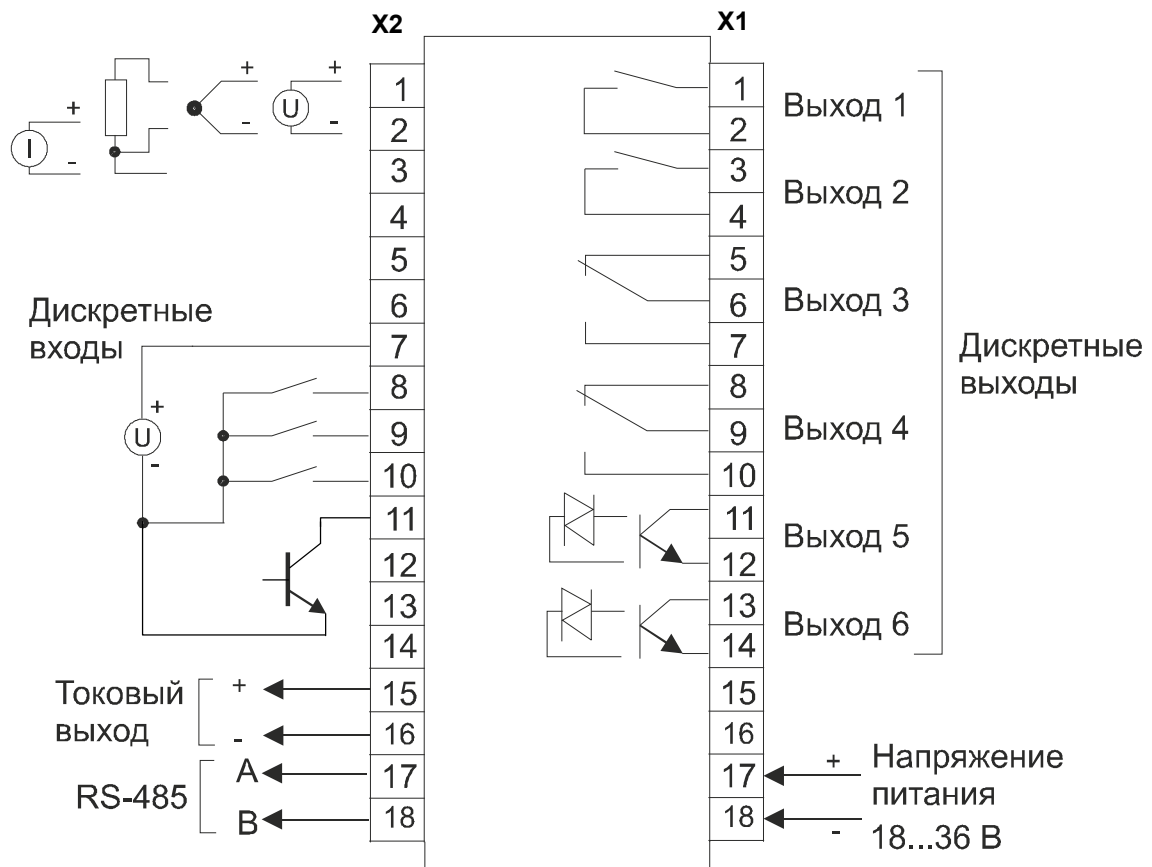 X2
X1
+
-
I
+
-
+
-
U
1
2
3
4
5
6
7
8
9
10
11
12
13
14
15
16
17
18
Дискретные
входы
+
U
-
Токовый
выход
+
-
RS-485
A
B
1
2
3
4
5
6
7
8
9
10
11
12
13
14
15
16
17
18
Выход 1
Выход 2
Выход 3
Выход 4
Выход 5
Выход 6
Дискретные
выходы
+
-
Напряжение
питания
18...36 В